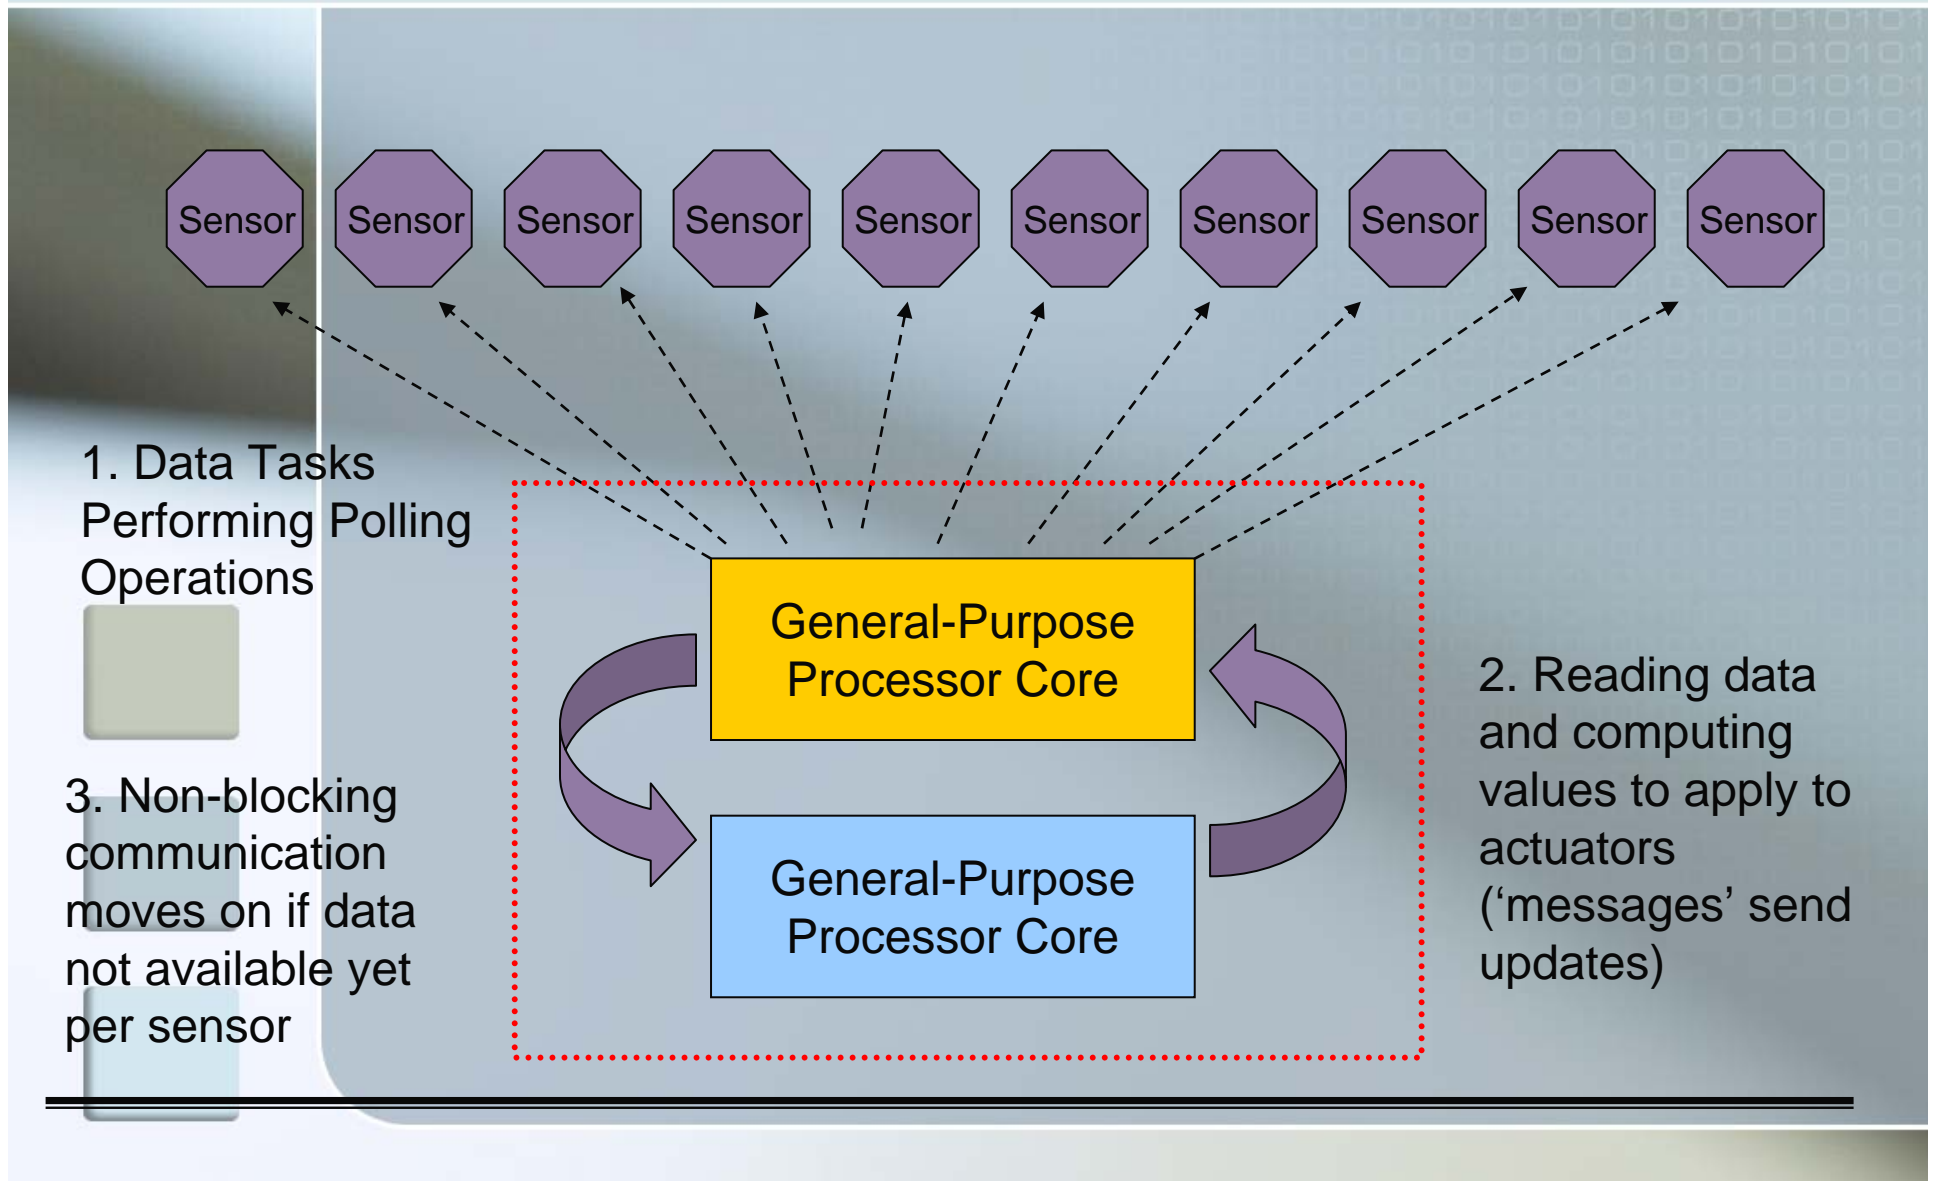 Sensor Sensor Sensor Sensor Sensor Sensor Sensor Sensor Sensor Sensor
1. Data Tasks
Performing Polling
Operations
General-Purpose
Processor Core
2. Reading data
and computing
values to apply to
actuators
(‘messages’ send
updates)
3. Non-blocking
communication
moves on if data
not available yet
per sensor
General-Purpose
Processor Core